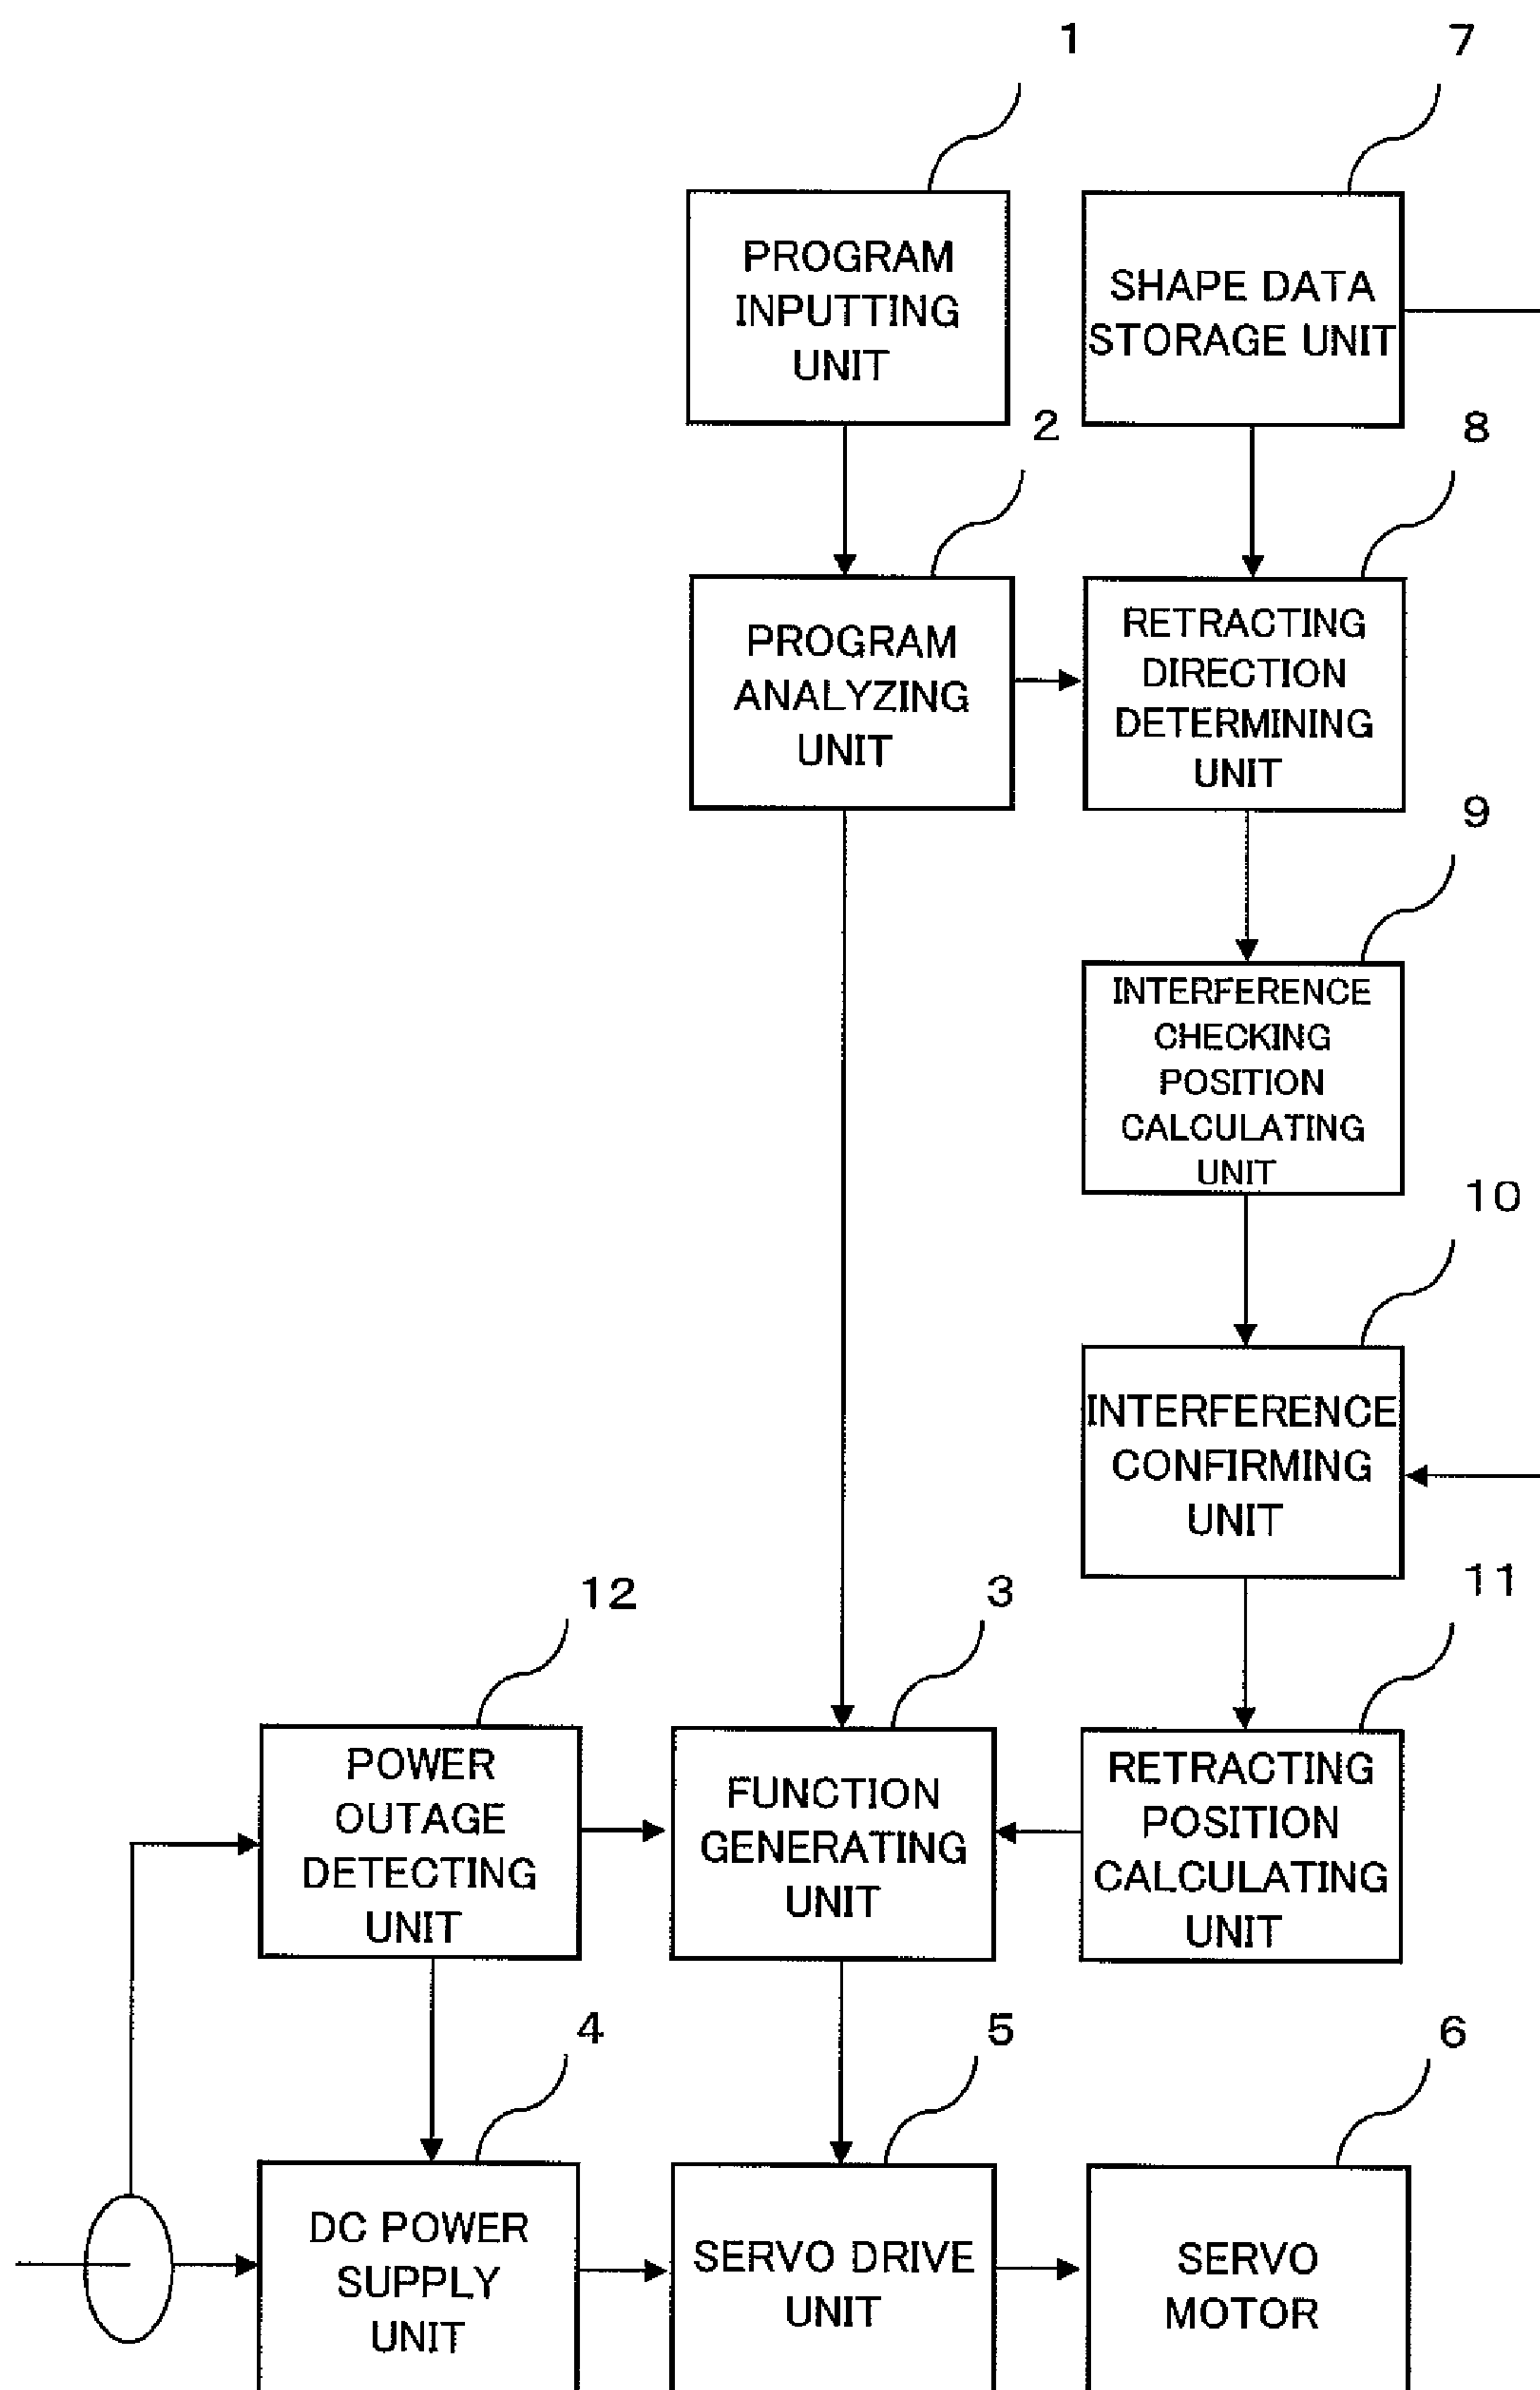 1
7
PROGRAM
INPUTTING
UNIT
SHAPE DATA
STORAGE UNIT
2
8
PROGRAM
ANALYZING
UNIT
RETRACTING
DIRECTION
DETERMINING
UNIT
9
INTERFERENCE
CHECKING
POSITION
CALCULATING
UNIT
10
INTERFERENCE
CONFIRMING
UNIT
12
3
11
POWER
OUTAGE
DETECTING
UNIT
FUNCTION
GENERATING
UNIT
RETRACTING
POSITION
CALCULATING
UNIT
4
5
6
DC POWER
SUPPLY
UNIT
SERVO DRIVE
UNIT
SERVO
MOTOR